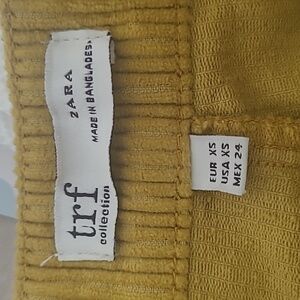 ZARA
MADE IN BANGLADESH
trf
collection
EUR XS
USA XS
MEX 24